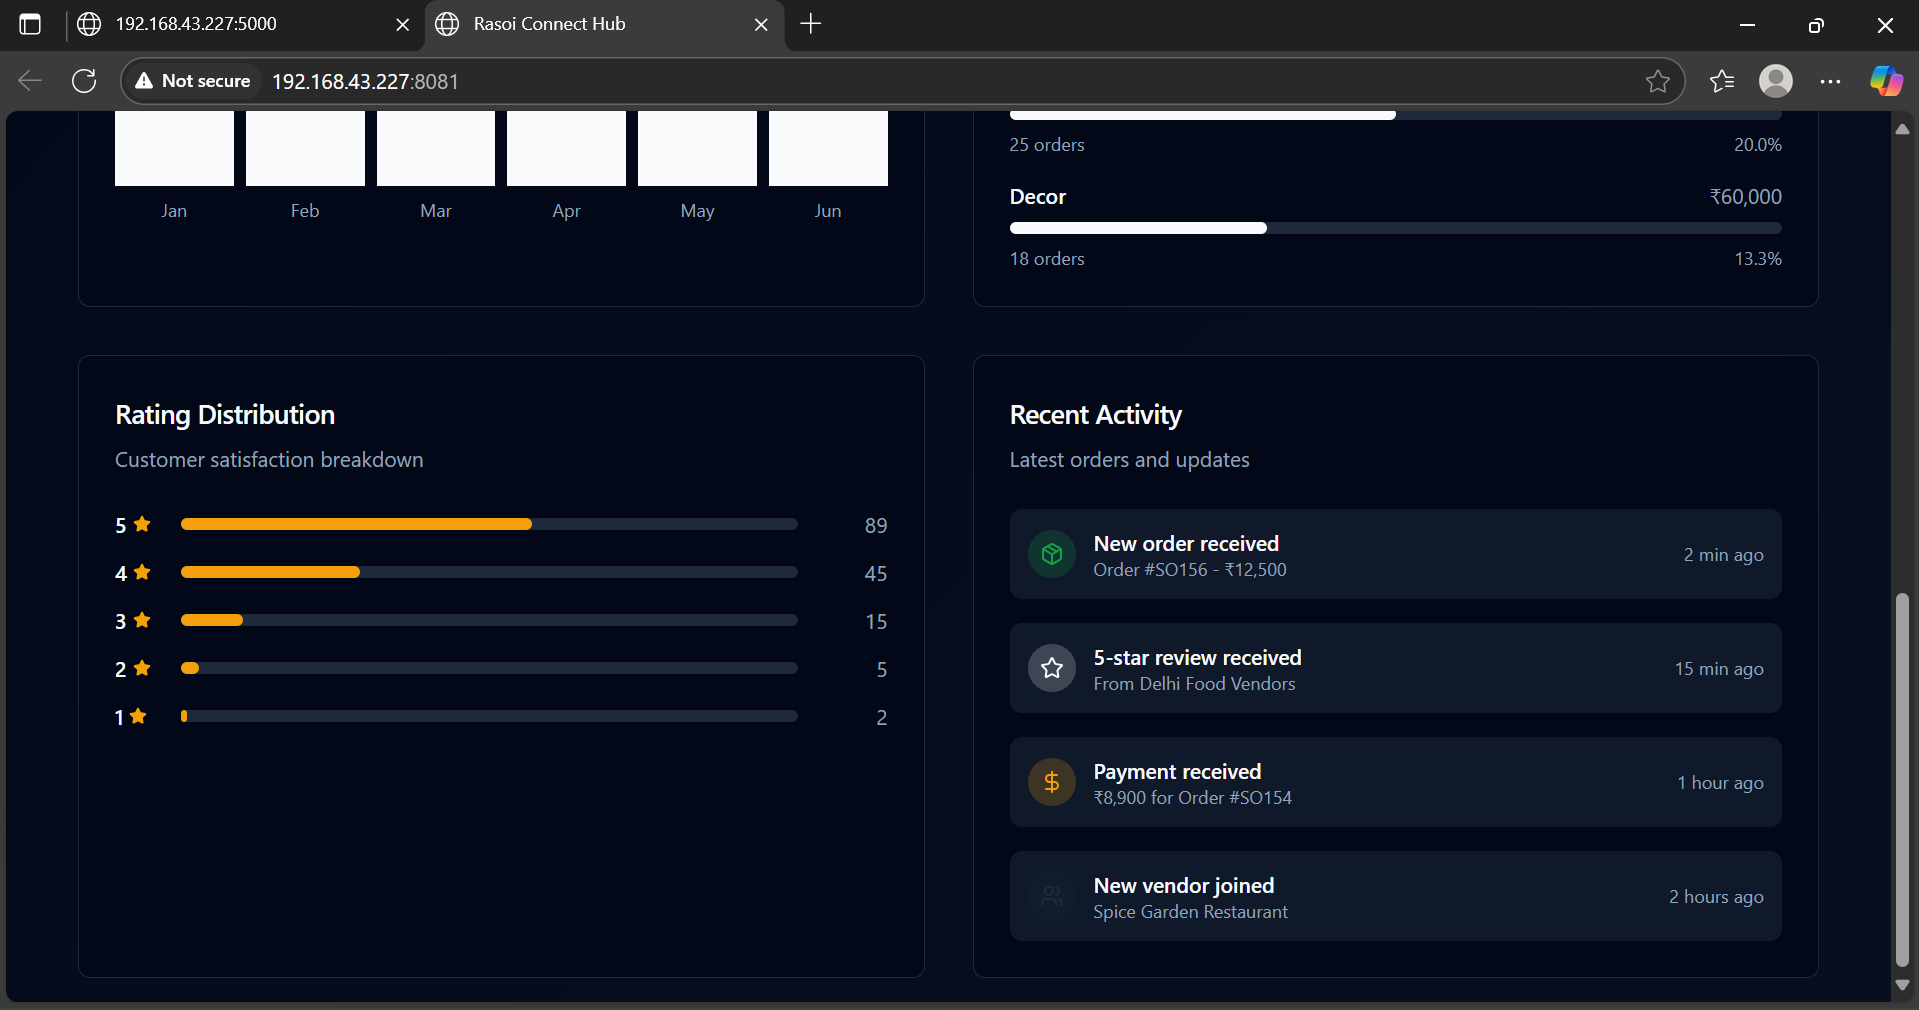 192.168.43.227:5000
Rasoi Connect Hub
Not secure
192.168.43.227:8081
Jan Feb Mar Apr May Jun
25 orders 20.0%
Decor ₹60,000
18 orders 13.3%
Rating Distribution
Customer satisfaction breakdown
5 89
4 45
3 15
2 5
1 2
Recent Activity
Latest orders and updates
New order received
Order #SO156 - ₹12,500
2 min ago
5-star review received
From Delhi Food Vendors
15 min ago
Payment received
₹8,900 for Order #SO154
1 hour ago
New vendor joined
Spice Garden Restaurant
2 hours ago